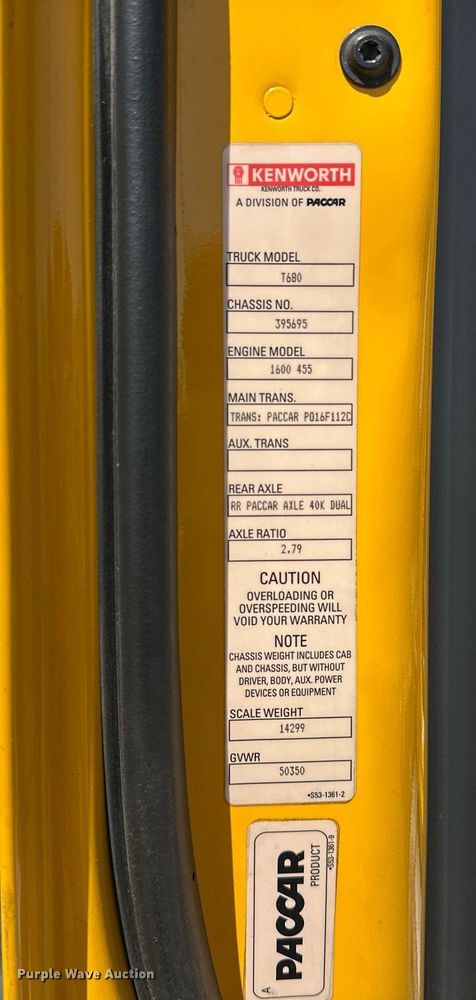 KENWORTH
KENWORTH TRUCK CO.
A DIVISION OF PACCAR
TRUCK MODEL
T680
CHASSIS NO.
395695
ENGINE MODEL
1600 455
MAIN TRANS.
TRANS: PACCAR PO16F112C
AUX. TRANS
REAR AXLE
RR PACCAR AXLE 40K DUAL
AXLE RATIO
2.79
CAUTION
OVERLOADING OR
OVERSPEEDING WILL
VOID YOUR WARRANTY
NOTE
CHASSIS WEIGHT INCLUDES CAB
AND CHASSIS, BUT WITHOUT
DRIVER, BODY, AUX. POWER
DEVICES OR EQUIPMENT
SCALE WEIGHT
14299
GVWR
50350
•S53-1361-2
A
PACCAR
PRODUCT
•S53-1361-9
Purple Wave Auction